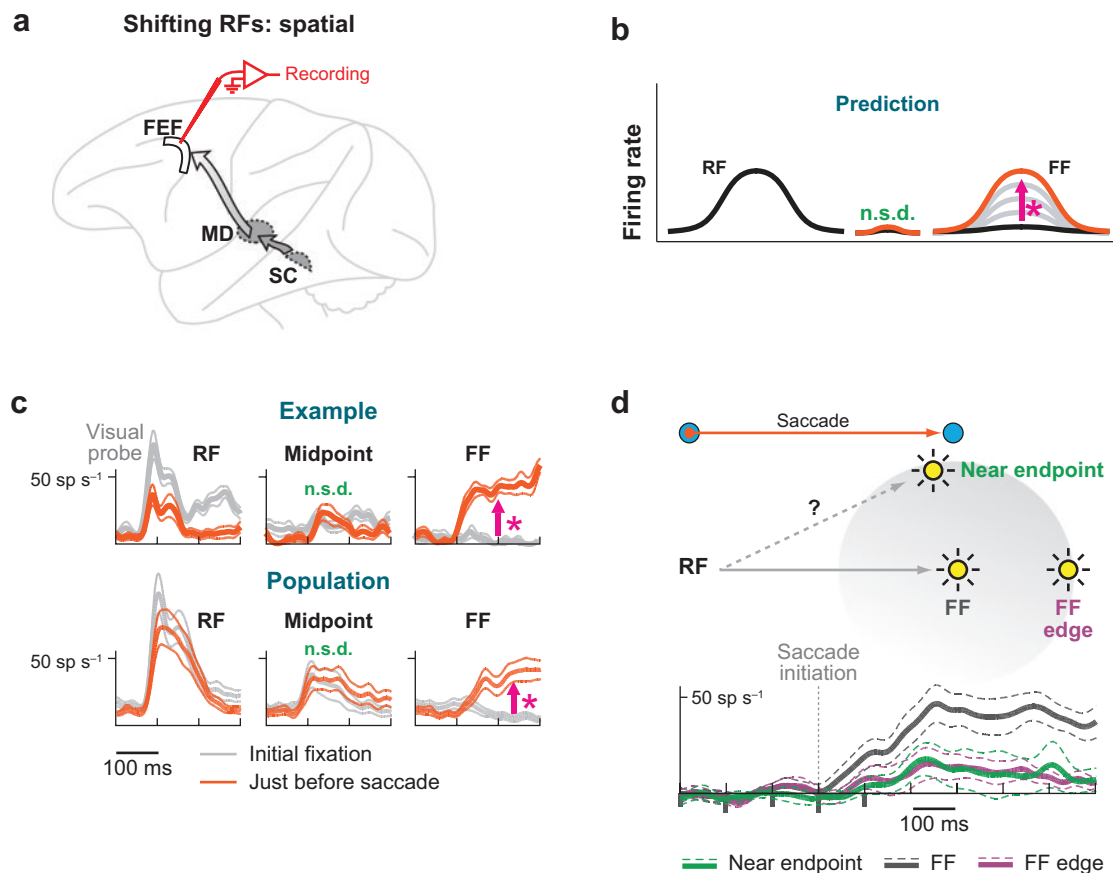 a
Shifting RFs: spatial
Recording
FEF
MD
SC
b
Prediction
Firing rate
RF
n.s.d.
*
FF
c
Example
Visual
probe
RF
Midpoint
FF
50 sp s⁻¹
n.s.d.
*
Population
RF
Midpoint
FF
50 sp s⁻¹
n.s.d.
*
100 ms
Initial fixation
Just before saccade
d
Saccade
Near endpoint
?
RF
FF
FF
edge
Saccade
initiation
50 sp s⁻¹
100 ms
Near endpoint FF FF edge